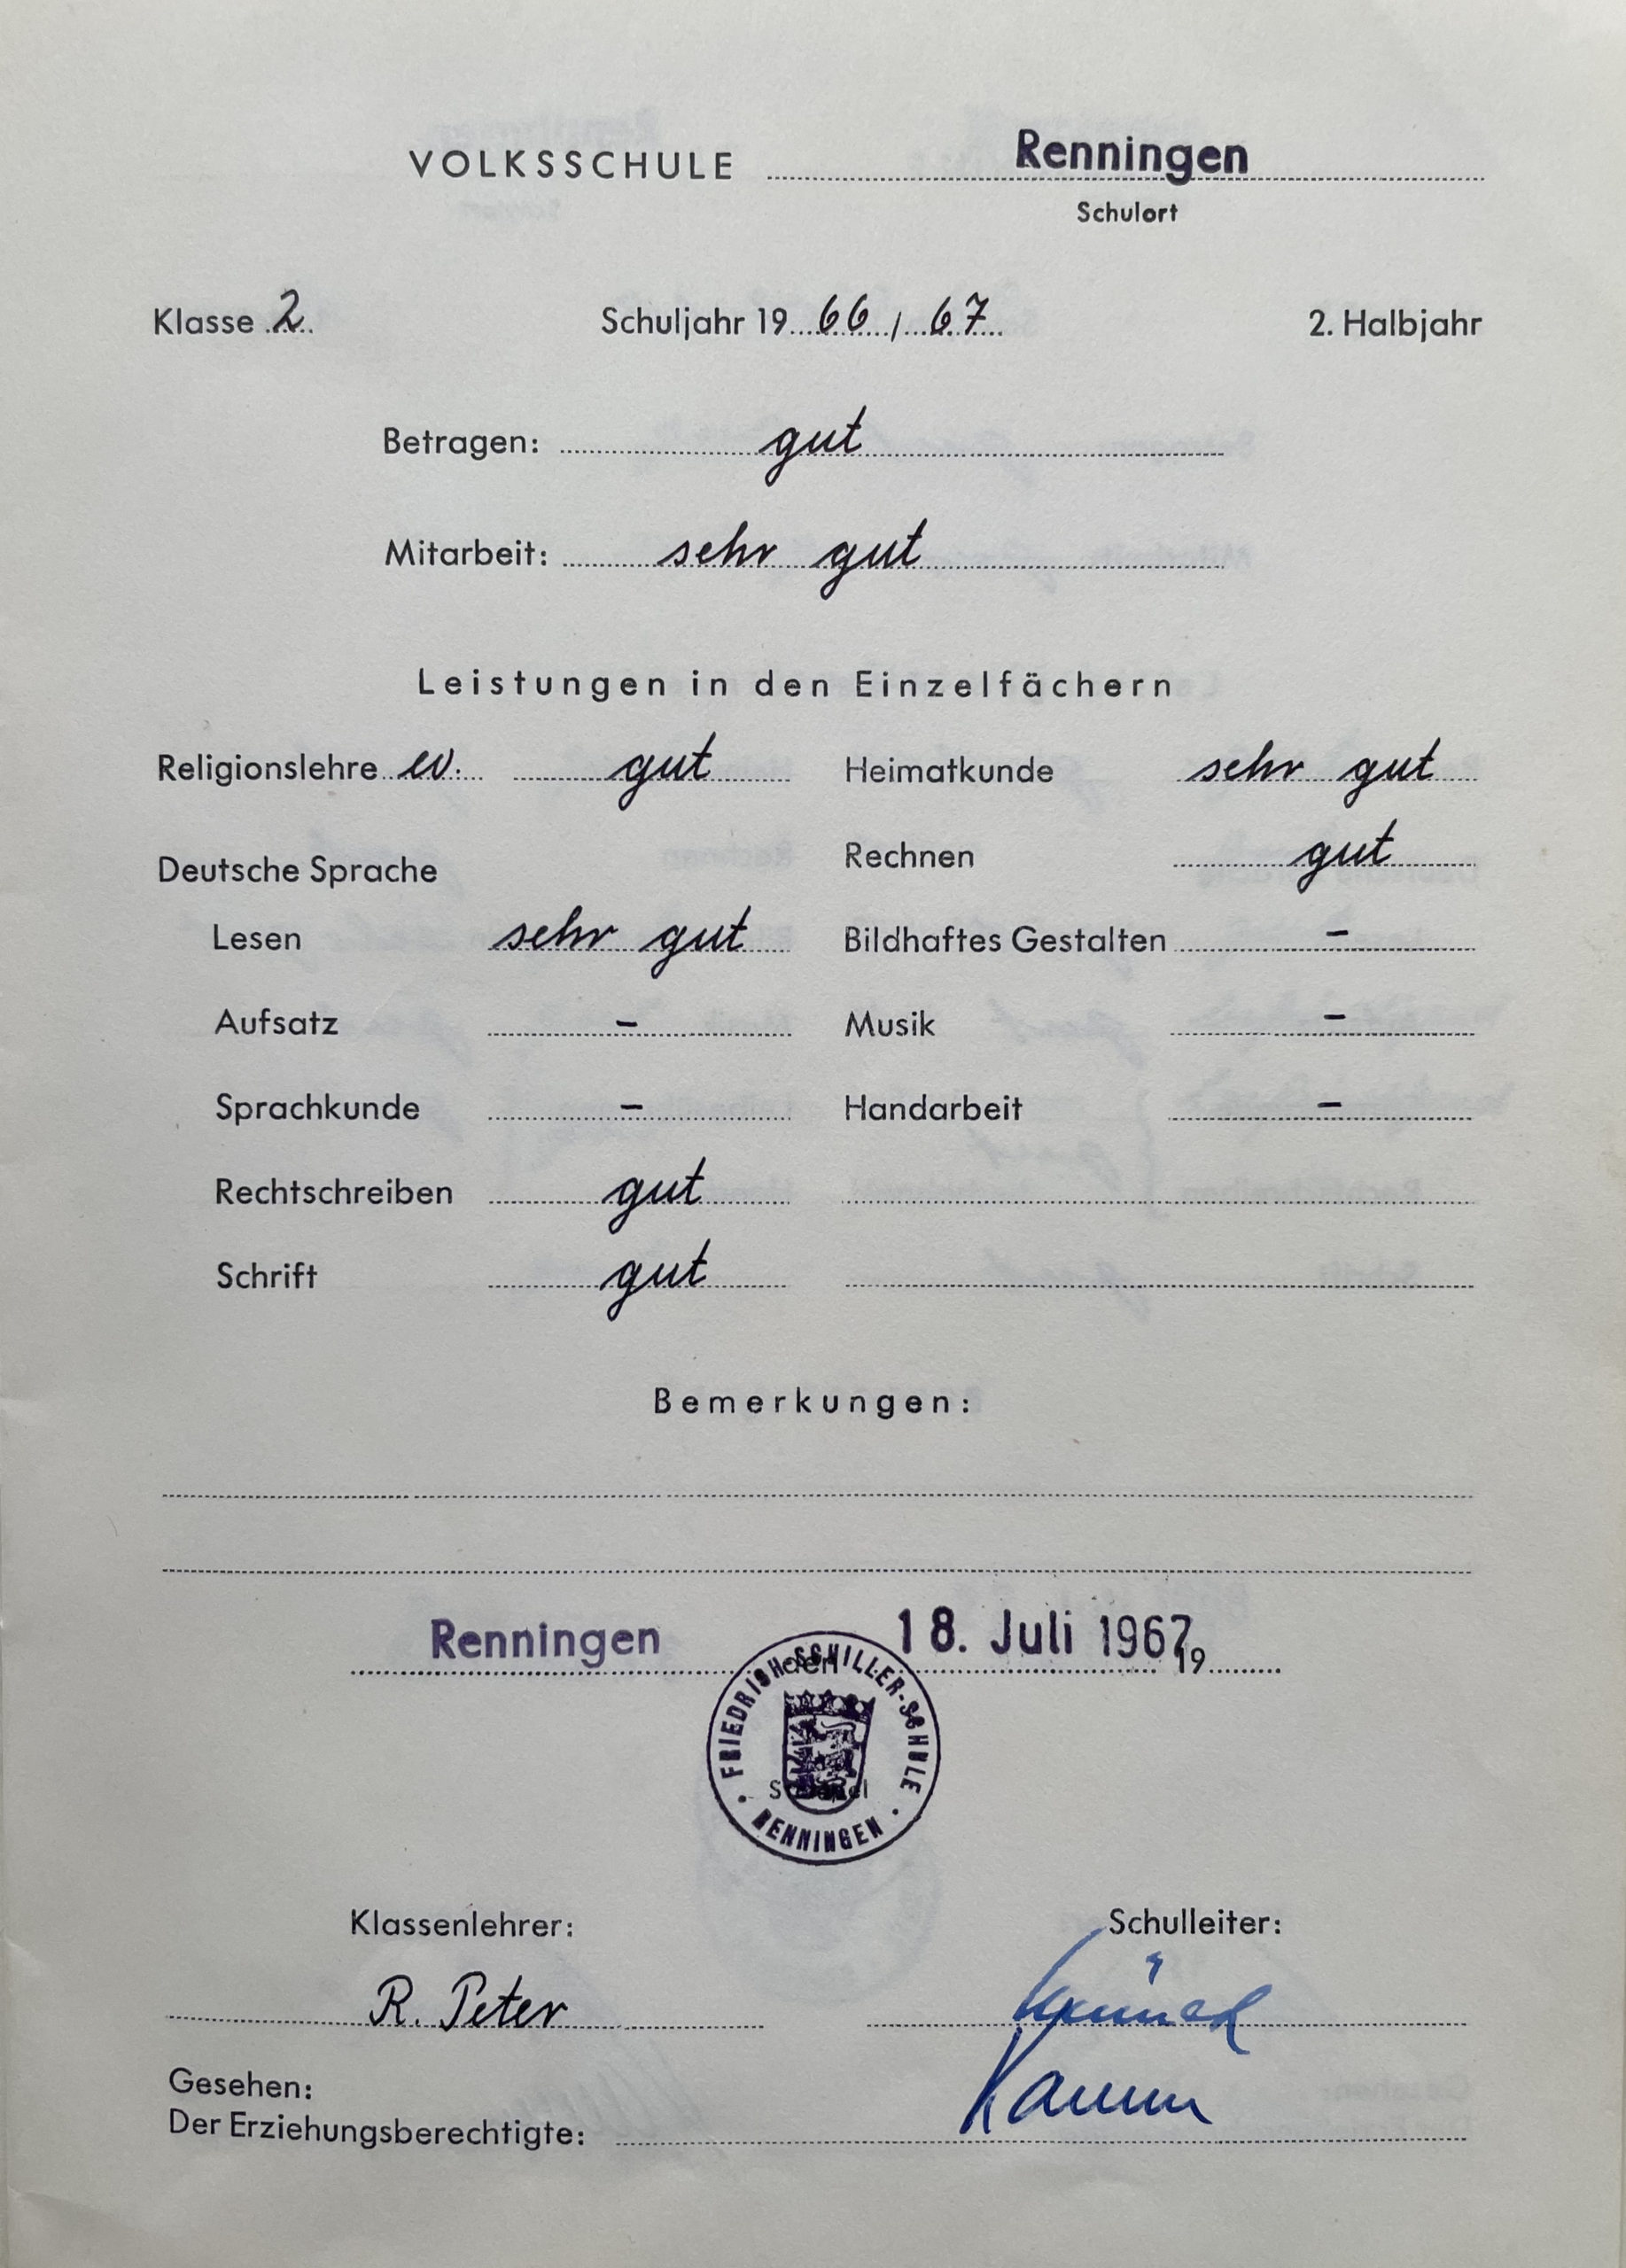 VOLKSSCHULE Renningen
Schulort
Klasse 2 Schuljahr 19 66 / 67 2. Halbjahr
Betragen: gut
Mitarbeit: sehr gut
Leistungen in den Einzelfächern
Religionslehre ev. gut Heimatkunde sehr gut
Deutsche Sprache Rechnen gut
Lesen sehr gut Bildhaftes Gestalten –
Aufsatz – Musik –
Sprachkunde – Handarbeit –
Rechtschreiben gut
Schrift gut
Bemerkungen:
Renningen den 18. Juli 1967 19
FRIEDRICH-SCHILLER-SCHULE
RENNINGEN
Klassenlehrer: Schulleiter:
R. Peter
Gesehen:
Der Erziehungsberechtigte: